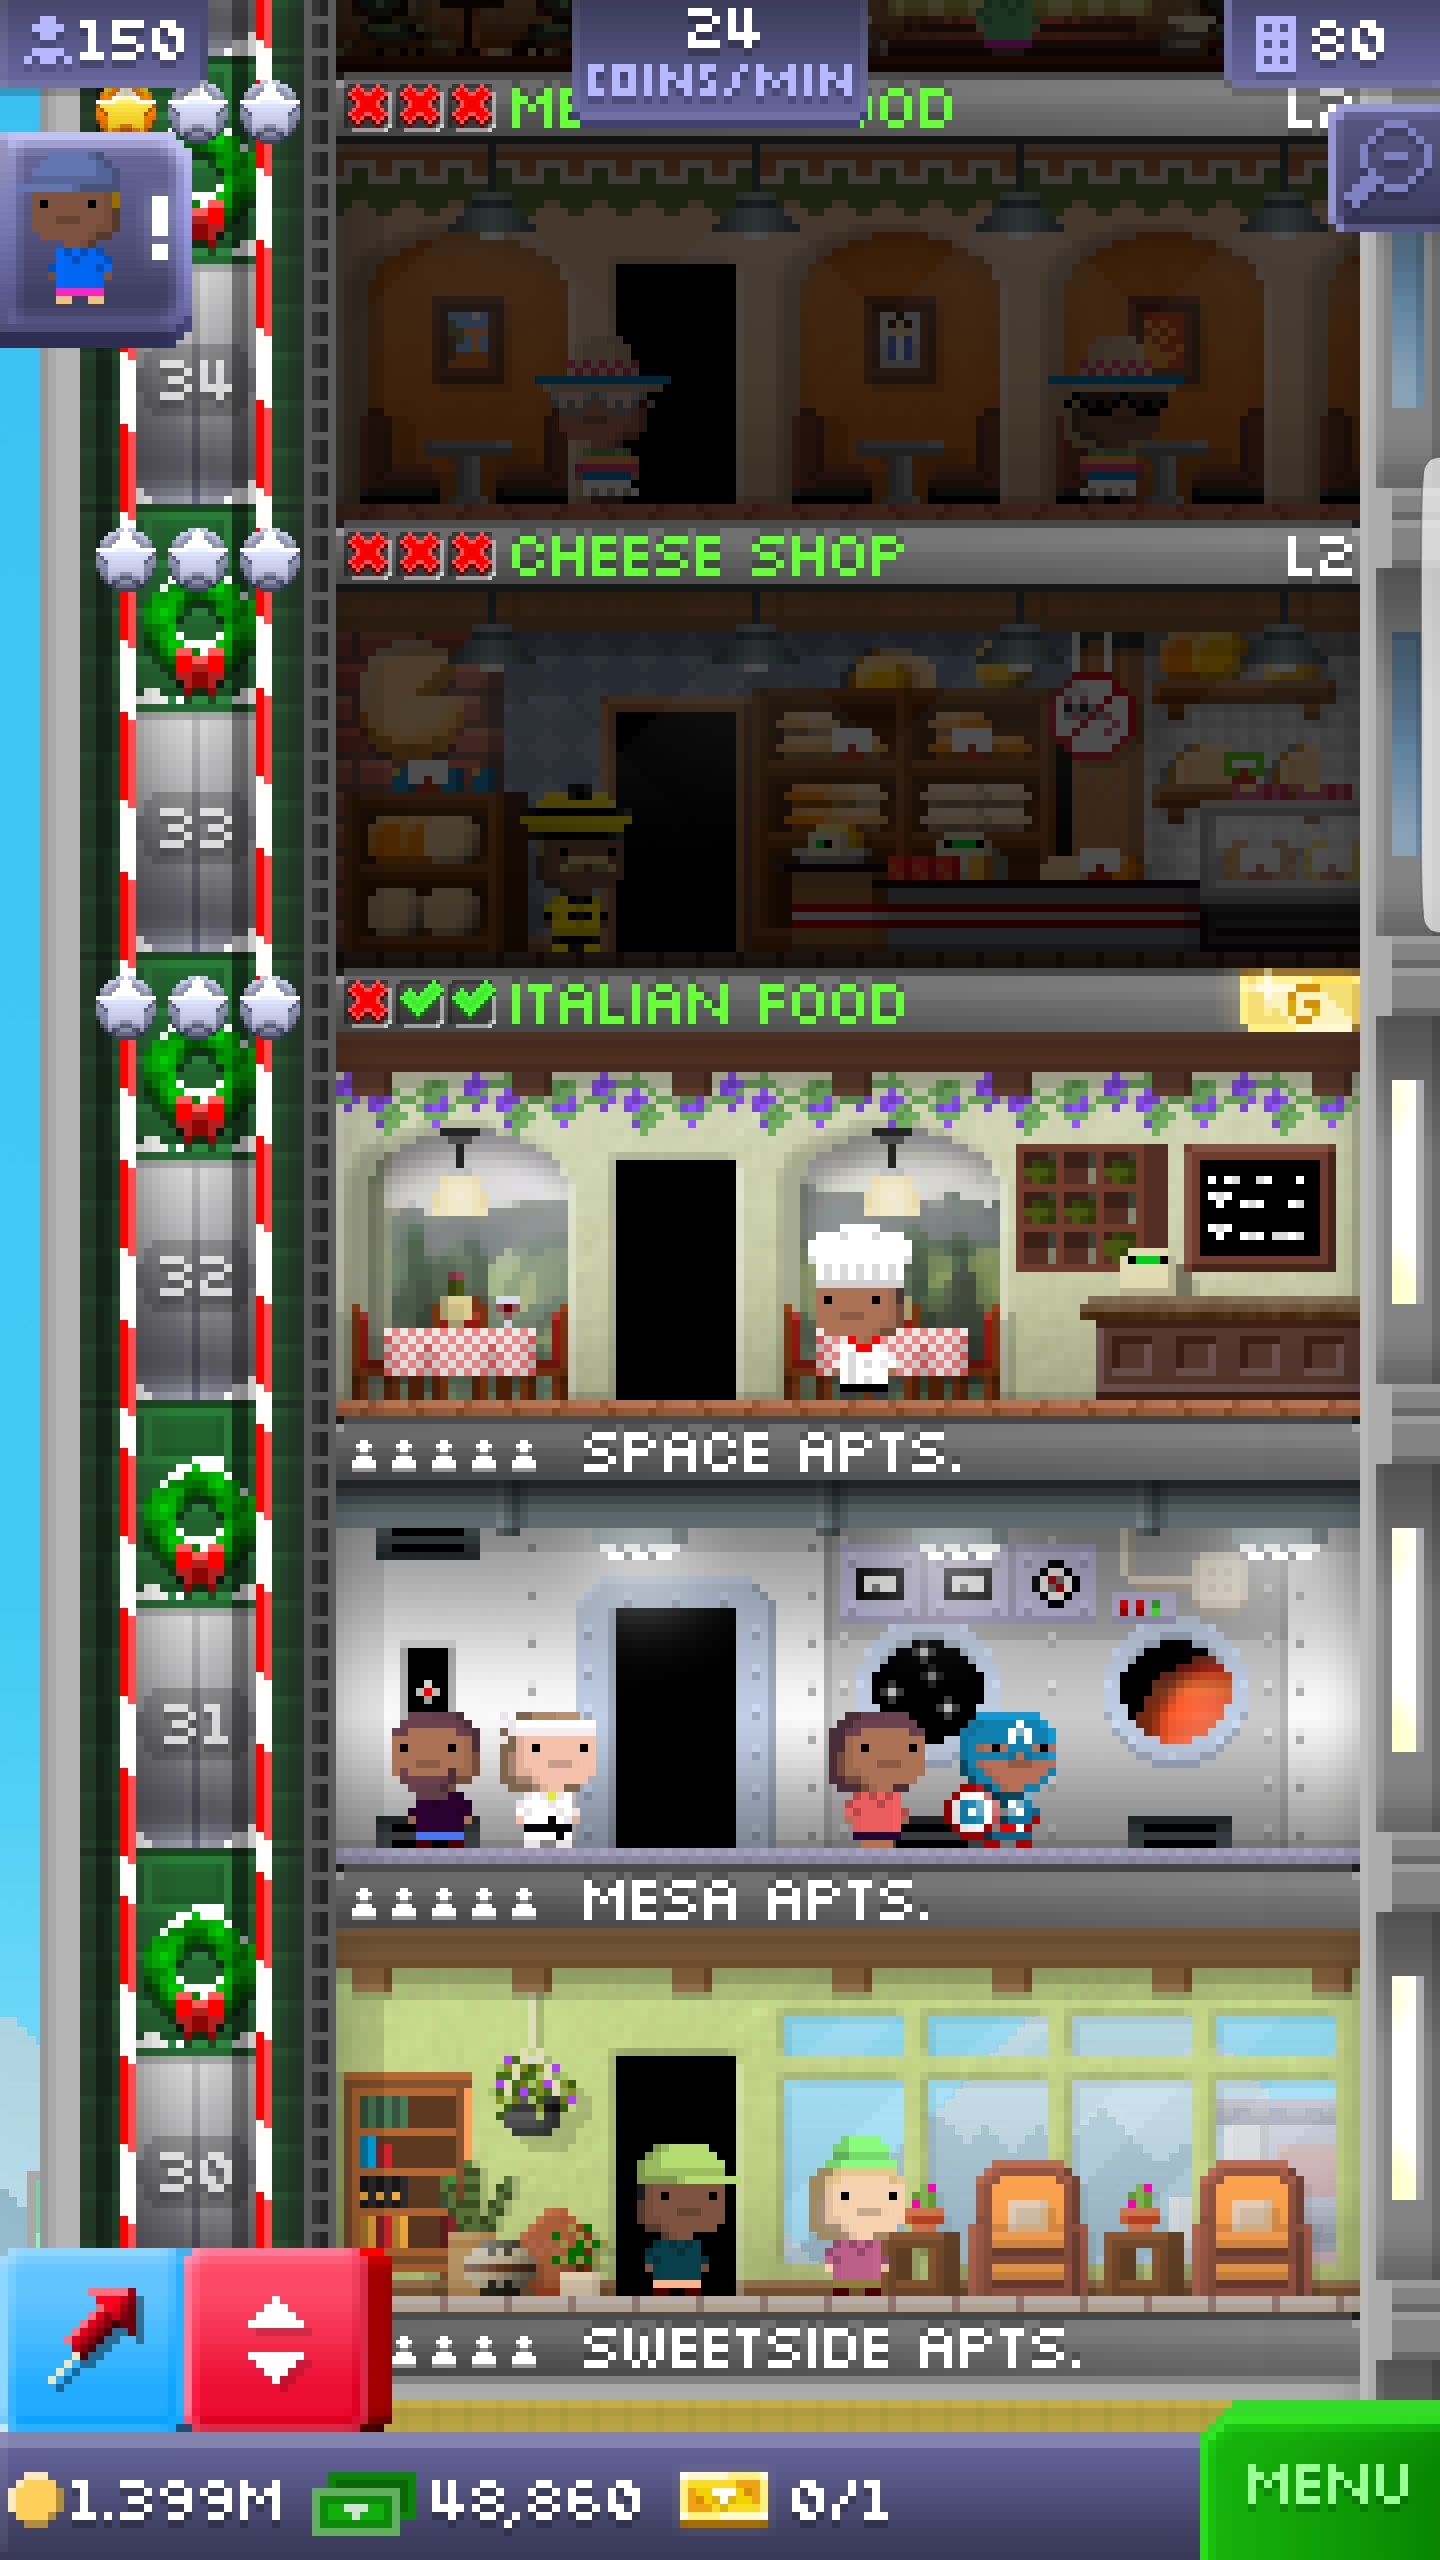 150
24
COINS/MIN
80
OOD
34
CHEESE SHOP
L2
33
ITALIAN FOOD
G
32
SPACE APTS.
31
MESA APTS.
30
SWEETSIDE APTS.
1.399M
48,860
0/1
MENU